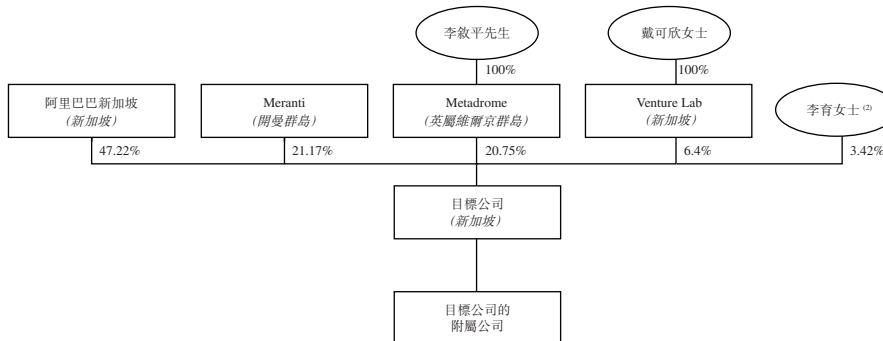 李敘平先生
戴可欣女士
100%
100%
阿里巴巴新加坡
(新加坡)
Meranti
(開曼群島)
Metadrome
(英屬維爾京群島)
Venture Lab
(新加坡)
李育女士 (2)
47.22%
21.17%
20.75%
6.4%
3.42%
目標公司
(新加坡)
目標公司的
附屬公司